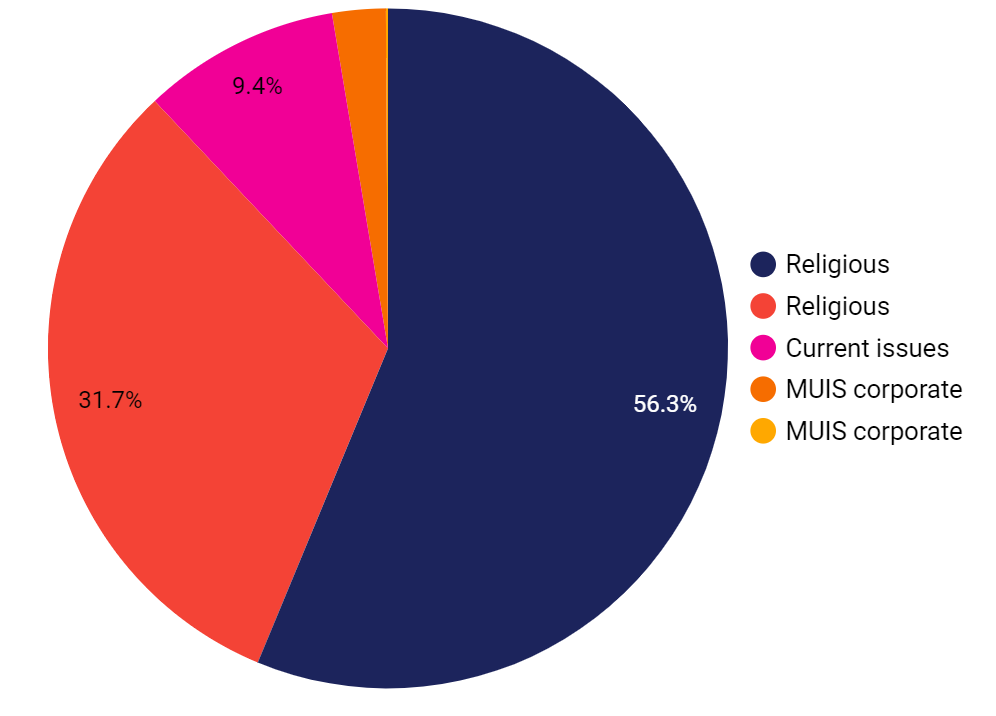 9.4%
31.7%
56.3%
Religious
Religious
Current issues
MUIS corporate
MUIS corporate